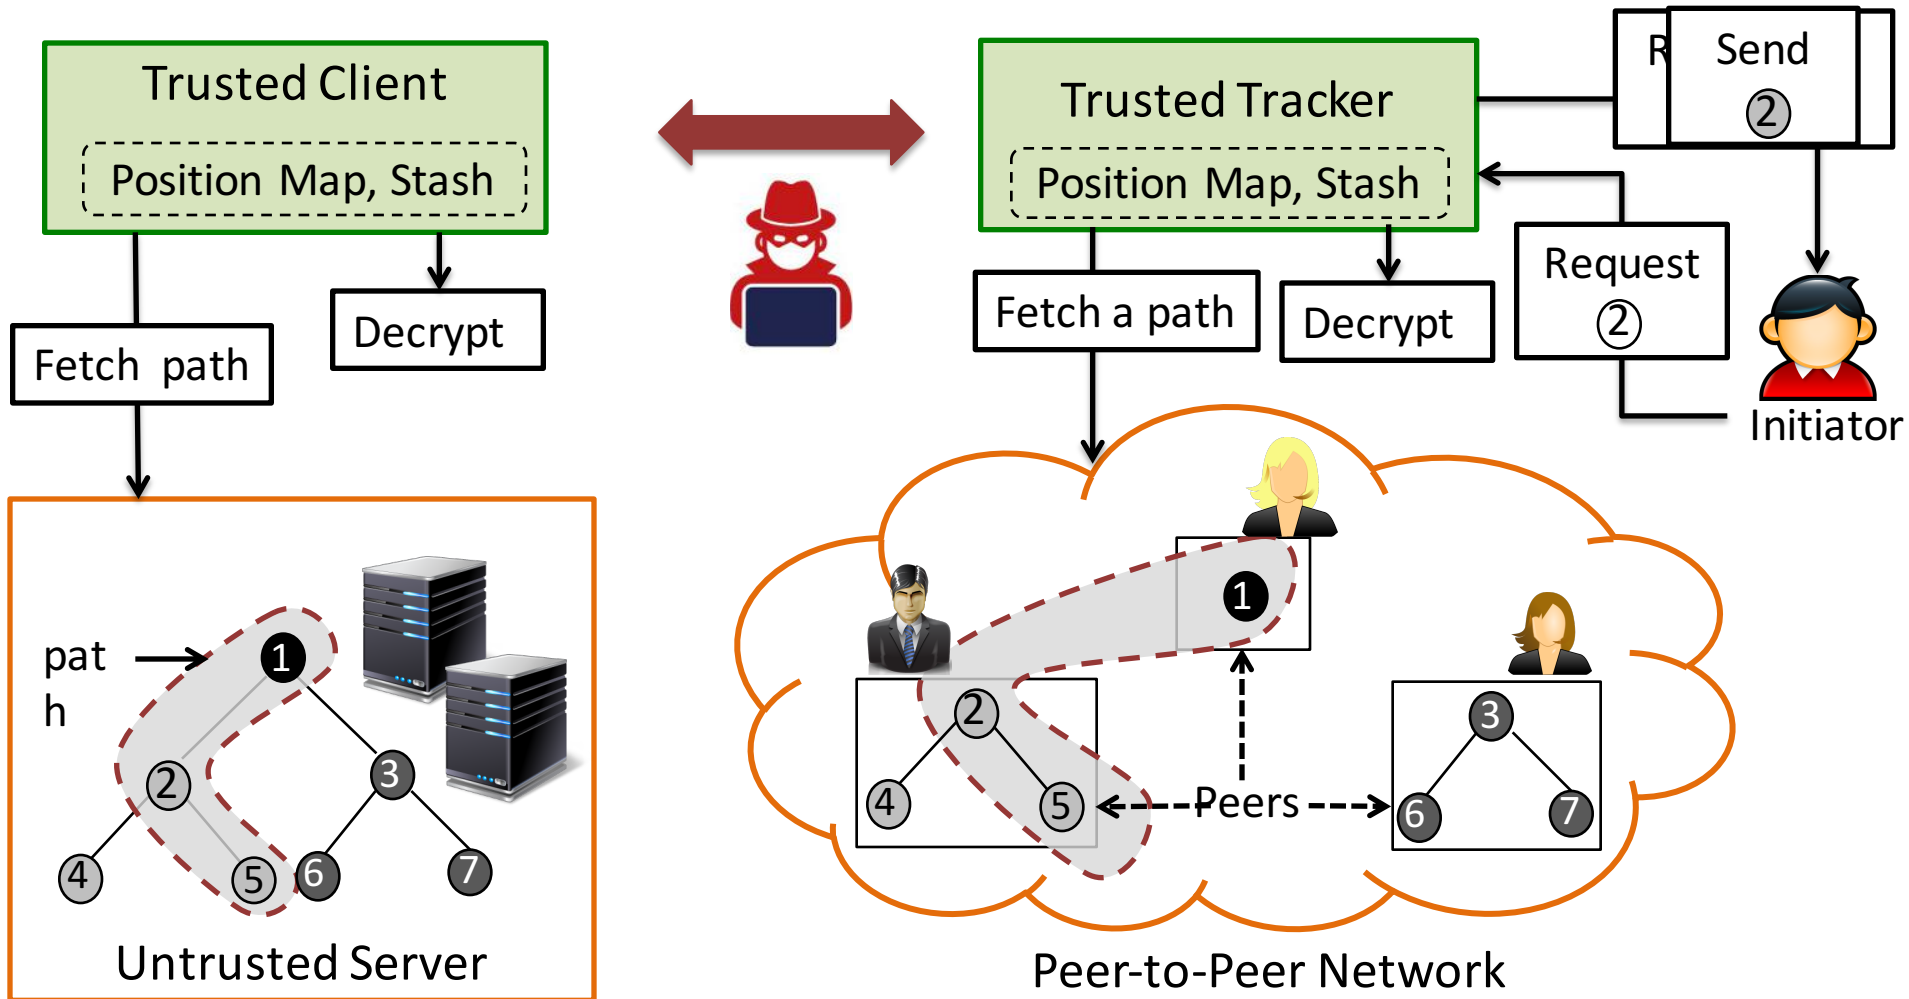 Trusted Client
Position Map, Stash
Fetch path
Decrypt
pat
h
1
2
3
4
5
6
7
Untrusted Server
Trusted Tracker
Position Map, Stash
Fetch a path
Decrypt
R
Send
2
Request
2
Initiator
1
2
3
4
5
Peers
6
7
Peer-to-Peer Network